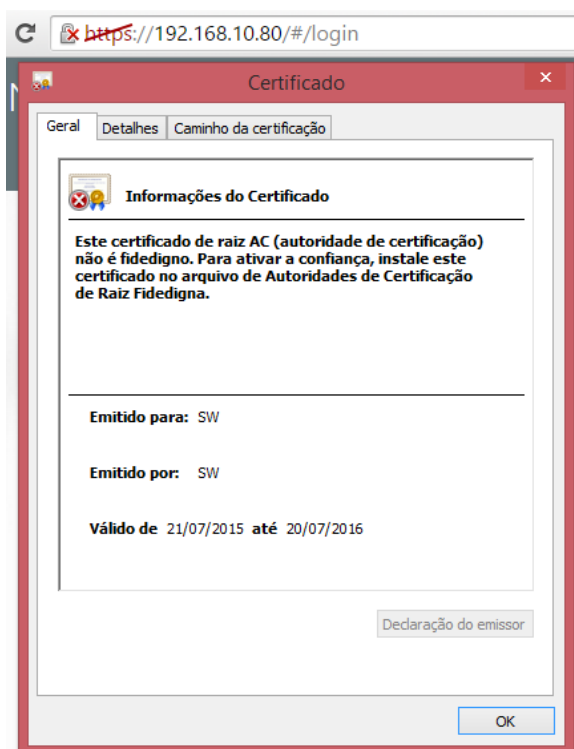 https://192.168.10.80/#/login
Certificado
Geral Detalhes Caminho da certificação
Informações do Certificado
Este certificado de raiz AC (autoridade de certificação)
não é fidedigno. Para ativar a confiança, instale este
certificado no arquivo de Autoridades de Certificação
de Raiz Fidedigna.
Emitido para: SW
Emitido por: SW
Válido de 21/07/2015 até 20/07/2016
Declaração do emissor
OK